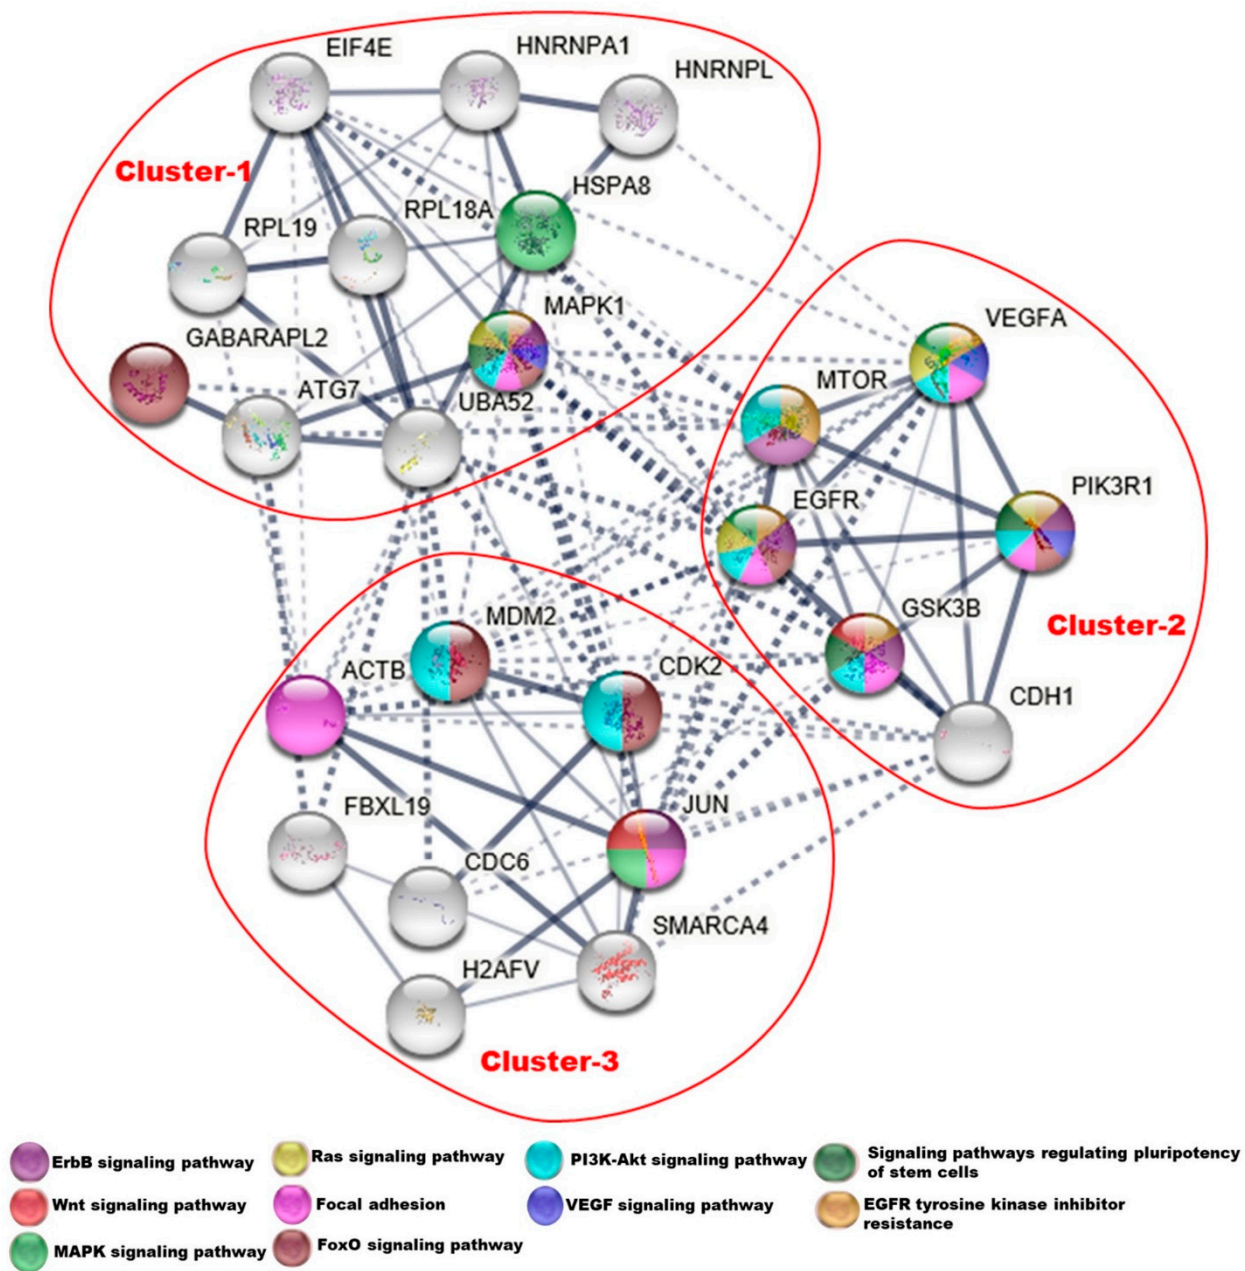 EIF4E
HNRNPA1
HNRNPL
Cluster-1
HSPA8
RPL19
RPL18A
MAPK1
GABARAPL2
ATG7
UBA52
VEGFA
MTOR
EGFR
PIK3R1
GSK3B
Cluster-2
CDH1
MDM2
ACTB
CDK2
FBXL19
JUN
CDC6
SMARCA4
H2AFV
Cluster-3
ErbB signaling pathway
Ras signaling pathway
PI3K-Akt signaling pathway
Signaling pathways regulating pluripotency
of stem cells
Wnt signaling pathway
Focal adhesion
VEGF signaling pathway
EGFR tyrosine kinase inhibitor
resistance
MAPK signaling pathway
FoxO signaling pathway